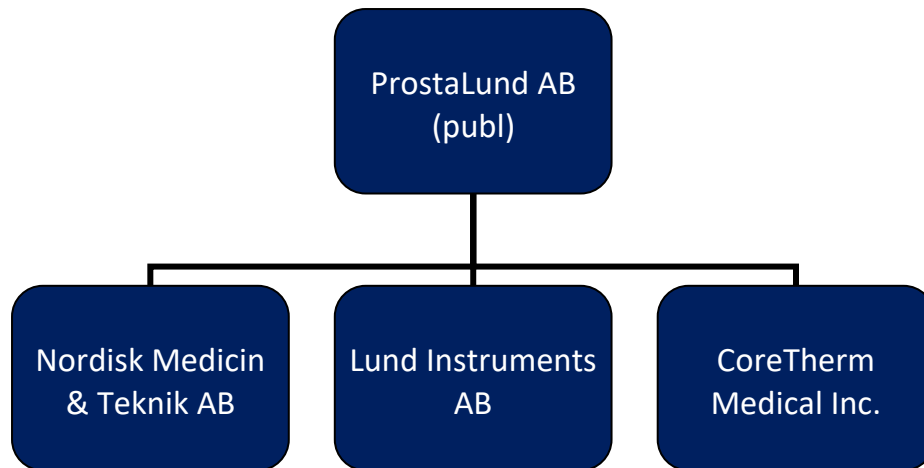 ProstaLund AB
(publ)
Nordisk Medicin
& Teknik AB
Lund Instruments
AB
CoreTherm
Medical Inc.